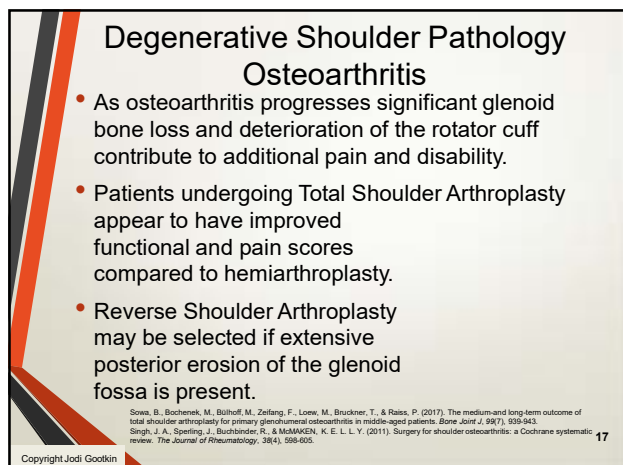 Degenerative Shoulder Pathology
Osteoarthritis
• As osteoarthritis progresses significant glenoid
bone loss and deterioration of the rotator cuff
contribute to additional pain and disability.
• Patients undergoing Total Shoulder Arthroplasty
appear to have improved
functional and pain scores
compared to hemiarthroplasty.
• Reverse Shoulder Arthroplasty
may be selected if extensive
posterior erosion of the glenoid
fossa is present.
Sowa, B., Bochenek, M., Bülhoff, M., Zeifang, F., Loew, M., Bruckner, T., & Raiss, P. (2017). The medium-and long-term outcome of
total shoulder arthroplasty for primary glenohumeral osteoarthritis in middle-aged patients. Bone Joint J, 99(7), 939-943.
Singh, J. A., Sperling, J., Buchbinder, R., & McMAKEN, K. E. L. L. Y. (2011). Surgery for shoulder osteoarthritis: a Cochrane systematic
review. The Journal of Rheumatology, 38(4), 598-605.
17
Copyright Jodi Gootkin